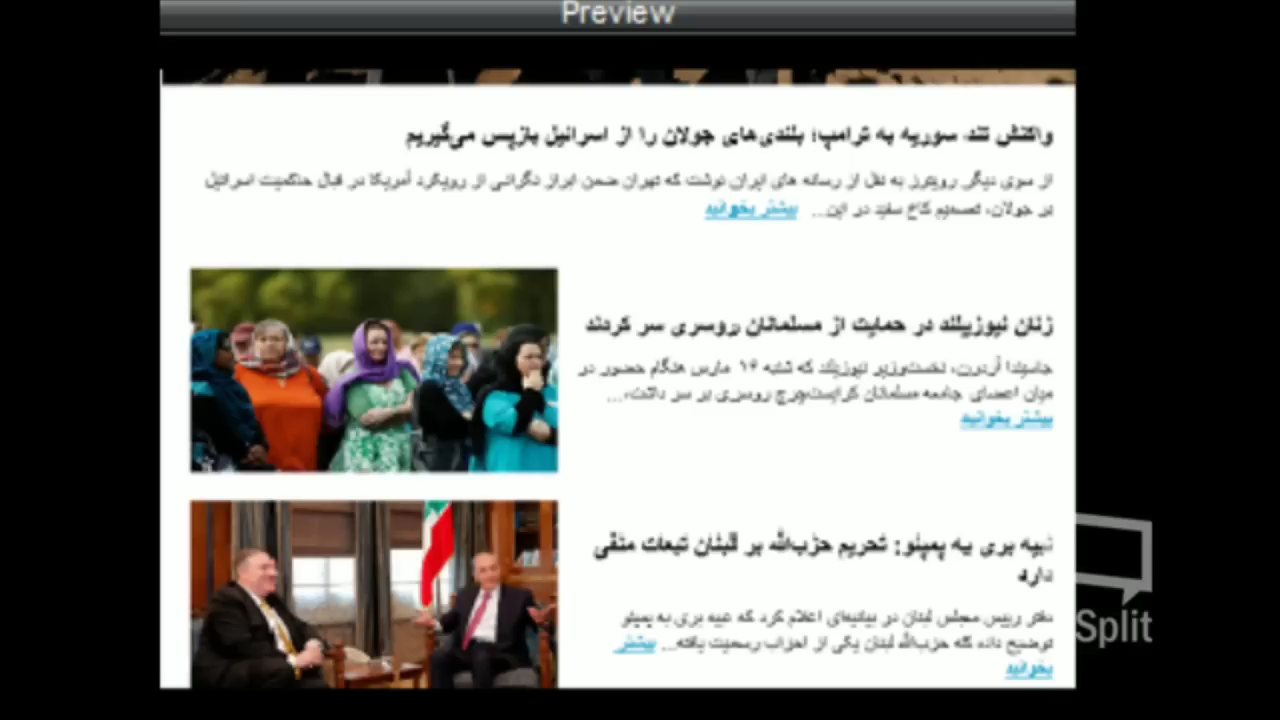 Preview
واکنش تند سوریه به ترامپ؛ بلندی‌های جولان را از اسرائیل بازپس می‌گیریم
از سوی دیگر رویترز به نقل از رسانه های ایران نوشت که تهران ضمن ابراز نگرانی از رویکرد آمریکا در قبال حاکمیت اسرائیل
بر جولان، تصمیم کاخ سفید در این... بیشتر بخوانید
زنان نیوزیلند در حمایت از مسلمانان روسری سر کردند
جاسیندا آردرن، نخست‌وزیر نیوزیلند که شنبه ۱۶ مارس هنگام حضور در
میان اعضای جامعه مسلمانان کرایست‌چرچ روسری بر سر داشت،...
بیشتر بخوانید
نبیه بری به پمپئو: تحریم حزب‌الله بر لبنان تبعات منفی
دارد
دفتر رییس مجلس لبنان در بیانیه‌ای اعلام کرد که نبیه بری به پمپئو
توضیح داده که حزب‌الله لبنان یکی از احزاب رسمیت یافته... بیشتر
بخوانید
Split